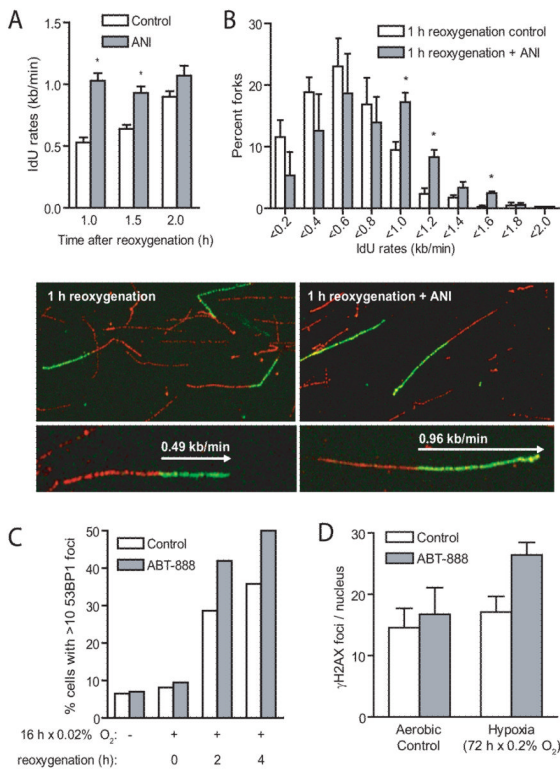 A
Control
ANI
IdU rates (kb/min)
1.5
1.0
0.5
0.0
*
*
1.0 1.5 2.0
Time after reoxygenation (h)
B
1 h reoxygenation control
1 h reoxygenation + ANI
Percent forks
30
20
10
0
*
*
*
<0.2 <0.4 <0.6 <0.8 <1.0 <1.2 <1.4 <1.6 <1.8 <2.0
IdU rates (kb/min)
1 h reoxygenation
1 h reoxygenation + ANI
0.49 kb/min
0.96 kb/min
C
Control
ABT-888
% cells with >10 53BP1 foci
50
40
30
20
10
0
16 h x 0.02% O₂: - + + +
reoxygenation (h): 0 2 4
D
Control
ABT-888
γH2AX foci / nucleus
30
20
10
0
Aerobic Control
Hypoxia
(72 h x 0.2% O₂)